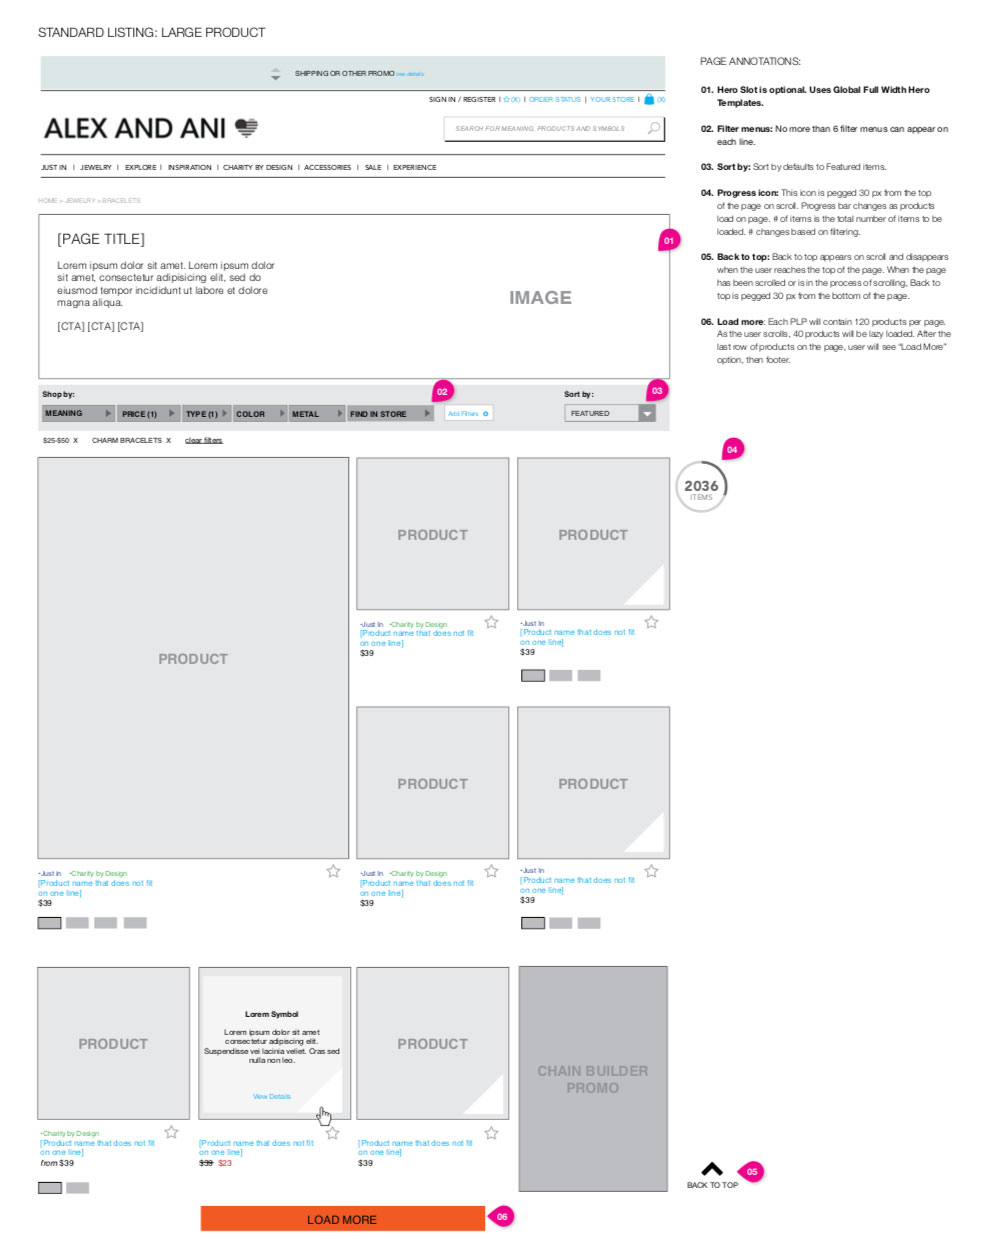 STANDARD LISTING: LARGE PRODUCT
SHIPPING OR OTHER PROMO see details
SIGN IN / REGISTER | (X) | ORDER STATUS | YOUR STORE | (X)
ALEX AND ANI
SEARCH FOR MEANING, PRODUCTS AND SYMBOLS
JUST IN | JEWELRY | EXPLORE | INSPIRATION | CHARITY BY DESIGN | ACCESSORIES | SALE | EXPERIENCE
HOME > JEWELRY > BRACELETS
[PAGE TITLE]
Lorem ipsum dolor sit amet. Lorem ipsum dolor
sit amet, consectetur adipisicing elit, sed do
eiusmod tempor incididunt ut labore et dolore
magna aliqua.
[CTA] [CTA] [CTA]
IMAGE
01
Shop by:
02
MEANING
PRICE (1)
TYPE (1)
COLOR
METAL
FIND IN STORE
Add Filters
Sort by:
03
FEATURED
$25-$50 X
CHARM BRACELETS X
clear filters
PRODUCT
•Just in •Charity by Design
[Product name that does not fit
on one line]
$39
PRODUCT
•Just In •Charity by Design
[Product name that does not fit
on one line]
$39
PRODUCT
•Just In
[Product name that does not fit
on one line]
$39
04
2036
ITEMS
PRODUCT
•Just In •Charity by Design
[Product name that does not fit
on one line]
$39
PRODUCT
•Just In
[Product name that does not fit
on one line]
$39
PRODUCT
•Charity by Design
[Product name that does not fit
on one line]
from $39
Lorem Symbol
Lorem ipsum dolor sit amet
consectetur adipiscing elit.
Suspendisse vel lacinia veliet. Cras sed
nulla non leo.
View Details
[Product name that does not fit
on one line]
$39 $23
PRODUCT
[Product name that does not fit
on one line]
$39
CHAIN BUILDER
PROMO
BACK TO TOP
05
LOAD MORE
06
PAGE ANNOTATIONS:
01. Hero Slot is optional. Uses Global Full Width Hero
Templates.
02. Filter menus: No more than 6 filter menus can appear on
each line.
03. Sort by: Sort by defaults to Featured items.
04. Progress icon: This icon is pegged 30 px from the top
of the page on scroll. Progress bar changes as products
load on page. # of items is the total number of items to be
loaded. # changes based on filtering.
05. Back to top: Back to top appears on scroll and disappears
when the user reaches the top of the page. When the page
has been scrolled or is in the process of scrolling, Back to
top is pegged 30 px from the bottom of the page.
06. Load more: Each PLP will contain 120 products per page.
As the user scrolls, 40 products will be lazy loaded. After the
last row of products on the page, user will see "Load More"
option, then footer.